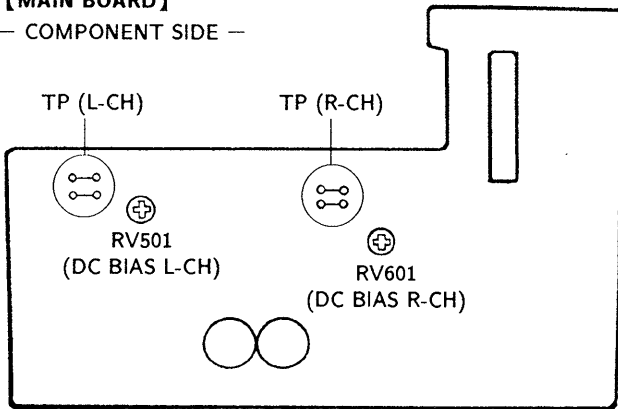 【MAIN BOARD】
— COMPONENT SIDE —
TP (L-CH)
TP (R-CH)
RV501
(DC BIAS L-CH)
RV601
(DC BIAS R-CH)